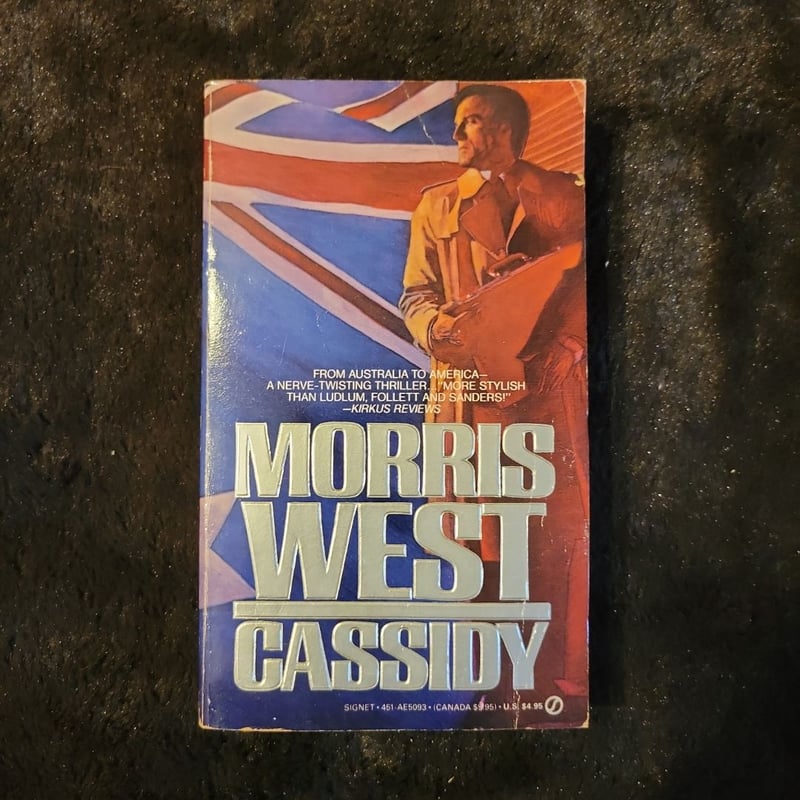 FROM AUSTRALIA TO AMERICA—
A NERVE-TWISTING THRILLER..."MORE STYLISH
THAN LUDLUM, FOLLETT AND SANDERS!"
—KIRKUS REVIEWS
MORRIS
WEST
CASSIDY
SIGNET • 451-AE5093 • (CANADA $5.95) • U.S. $4.95